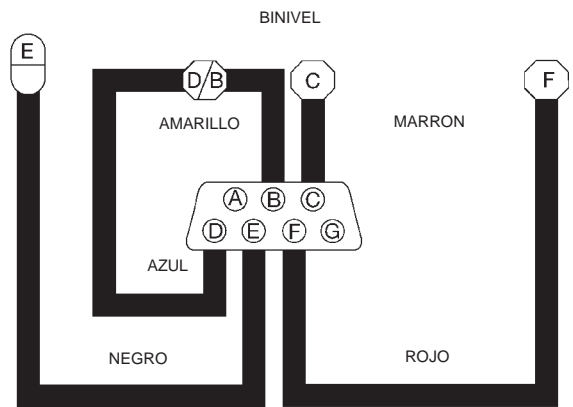 BINIVEL
E
D/B
C
F
AMARILLO
MARRON
A B C
D E F G
AZUL
NEGRO
ROJO